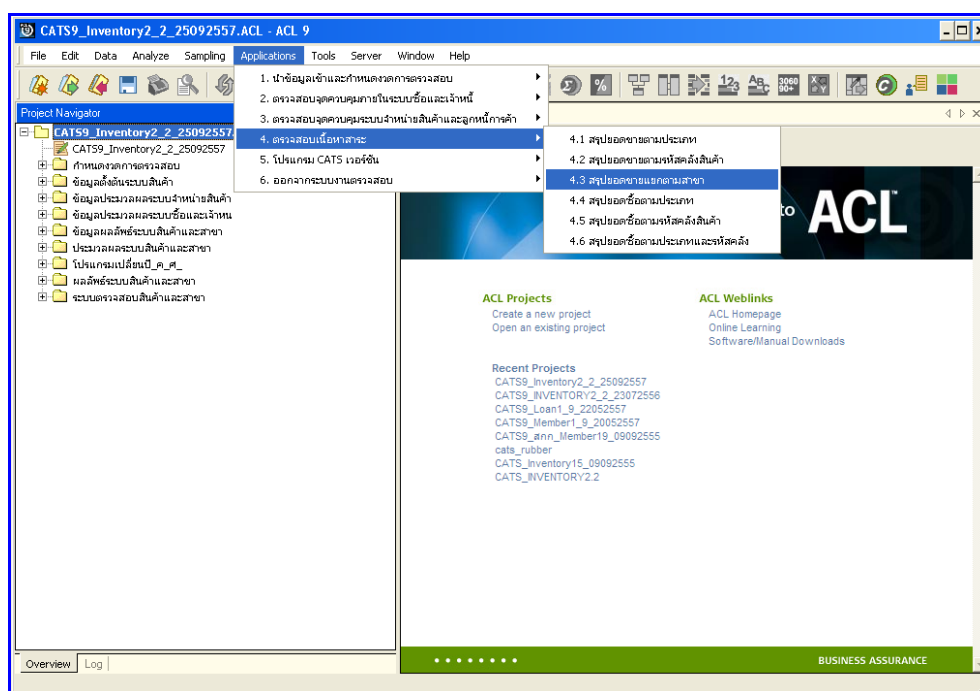 CATS9_Inventory2_2_25092557.ACL - ACL 9
File Edit Data Analyze Sampling Applications Tools Server Window Help
Project Navigator
CATS9_Inventory2_2_25092557.
CATS9_Inventory2_2_25092557
กำหนดงวดการตรวจสอบ
ข้อมูลตั้งต้นระบบสินค้า
ข้อมูลประมวลผลระบบจำหน่ายสินค้า
ข้อมูลประมวลผลระบบซื้อและเจ้าหน
ข้อมูลผลลัพธ์ระบบสินค้าและสาขา
ประมวลผลระบบสินค้าและสาขา
โปรแกรมเปลี่ยนปี_ค_ศ_
ผลลัพธ์ระบบสินค้าและสาขา
ระบบตรวจสอบสินค้าและสาขา
1. นำข้อมูลเข้าและกำหนดงวดการตรวจสอบ
2. ตรวจสอบจุดควบคุมภายในระบบซื้อและเจ้าหนี้
3. ตรวจสอบจุดควบคุมระบบจำหน่ายสินค้าและลูกหนี้การค้า
4. ตรวจสอบเนื้อหาสาระ
5. โปรแกรม CATS เวอร์ชั่น
6. ออกจากระบบงานตรวจสอบ
4.1 สรุปยอดขายตามประเภท
4.2 สรุปยอดขายตามรหัสคลังสินค้า
4.3 สรุปยอดขายแยกตามสาขา
4.4 สรุปยอดซื้อตามประเภท
4.5 สรุปยอดซื้อตามรหัสคลังสินค้า
4.6 สรุปยอดซื้อตามประเภทและรหัสคลัง
to ACL™
ACL Projects
Create a new project
Open an existing project
Recent Projects
CATS9_Inventory2_2_25092557
CATS9_INVENTORY2_2_23072556
CATS9_Loan1_9_22052557
CATS9_Member1_9_20052557
CATS9_สกก_Member19_09092555
cats_rubber
CATS_Inventory15_09092555
CATS_INVENTORY2.2
ACL Weblinks
ACL Homepage
Online Learning
Software/Manual Downloads
Overview Log
BUSINESS ASSURANCE